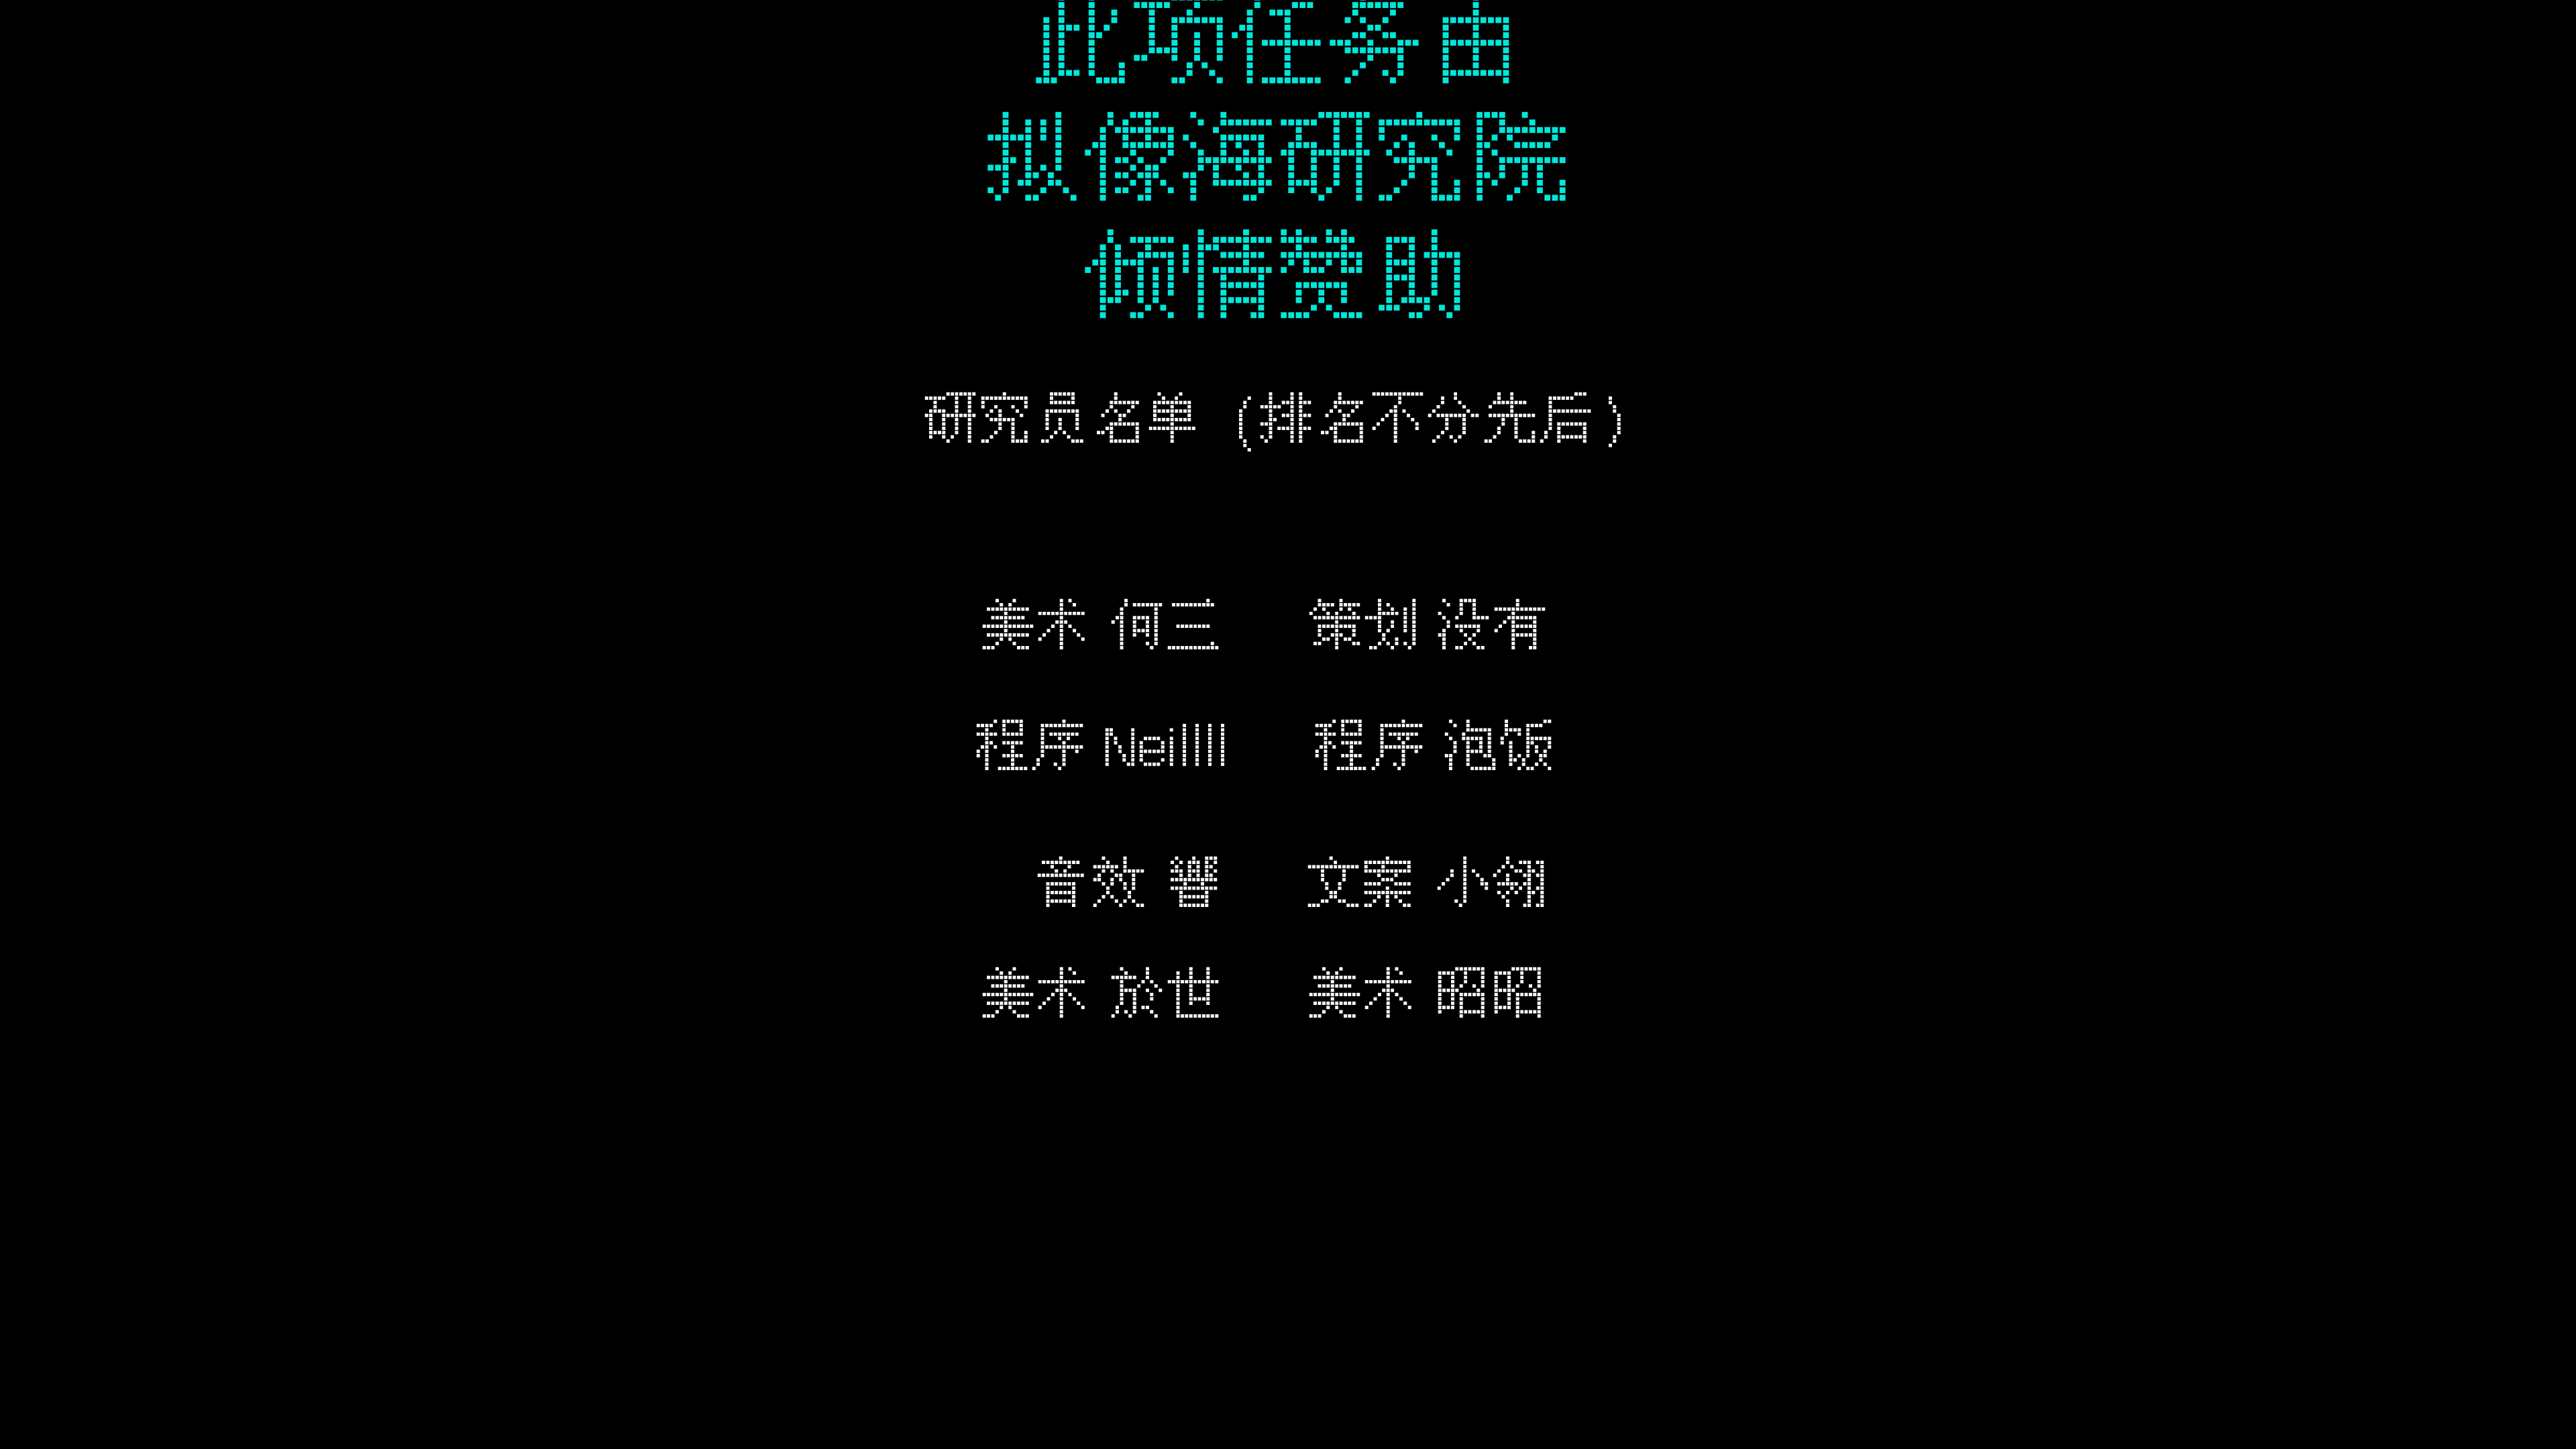 此项任务由
拟像海研究院
倾情赞助
研究员名单 (排名不分先后)
美术 何三 策划 没有
程序 Neillll 程序 泡饭
音效 響 文案 小翎
美术 於世 美术 昭昭